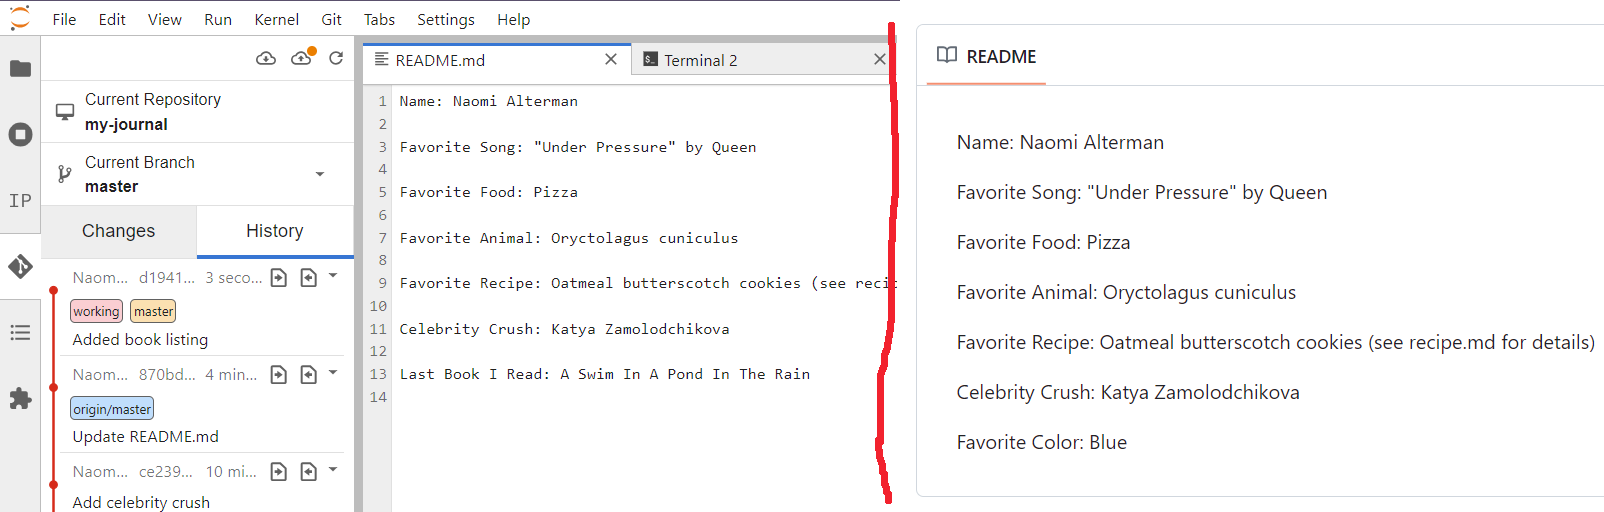 File Edit View Run Kernel Git Tabs Settings Help
Current Repository
my-journal
Current Branch
master
IP
Changes History
Naom... d1941... 3 seco...
working master
Added book listing
Naom... 870bd... 4 min...
origin/master
Update README.md
Naom... ce239... 10 mi...
Add celebrity crush
README.md
$_ Terminal 2
1 Name: Naomi Alterman
2
3 Favorite Song: "Under Pressure" by Queen
4
5 Favorite Food: Pizza
6
7 Favorite Animal: Oryctolagus cuniculus
8
9 Favorite Recipe: Oatmeal butterscotch cookies (see recip
10
11 Celebrity Crush: Katya Zamolodchikova
12
13 Last Book I Read: A Swim In A Pond In The Rain
14
README
Name: Naomi Alterman
Favorite Song: "Under Pressure" by Queen
Favorite Food: Pizza
Favorite Animal: Oryctolagus cuniculus
Favorite Recipe: Oatmeal butterscotch cookies (see recipe.md for details)
Celebrity Crush: Katya Zamolodchikova
Favorite Color: Blue